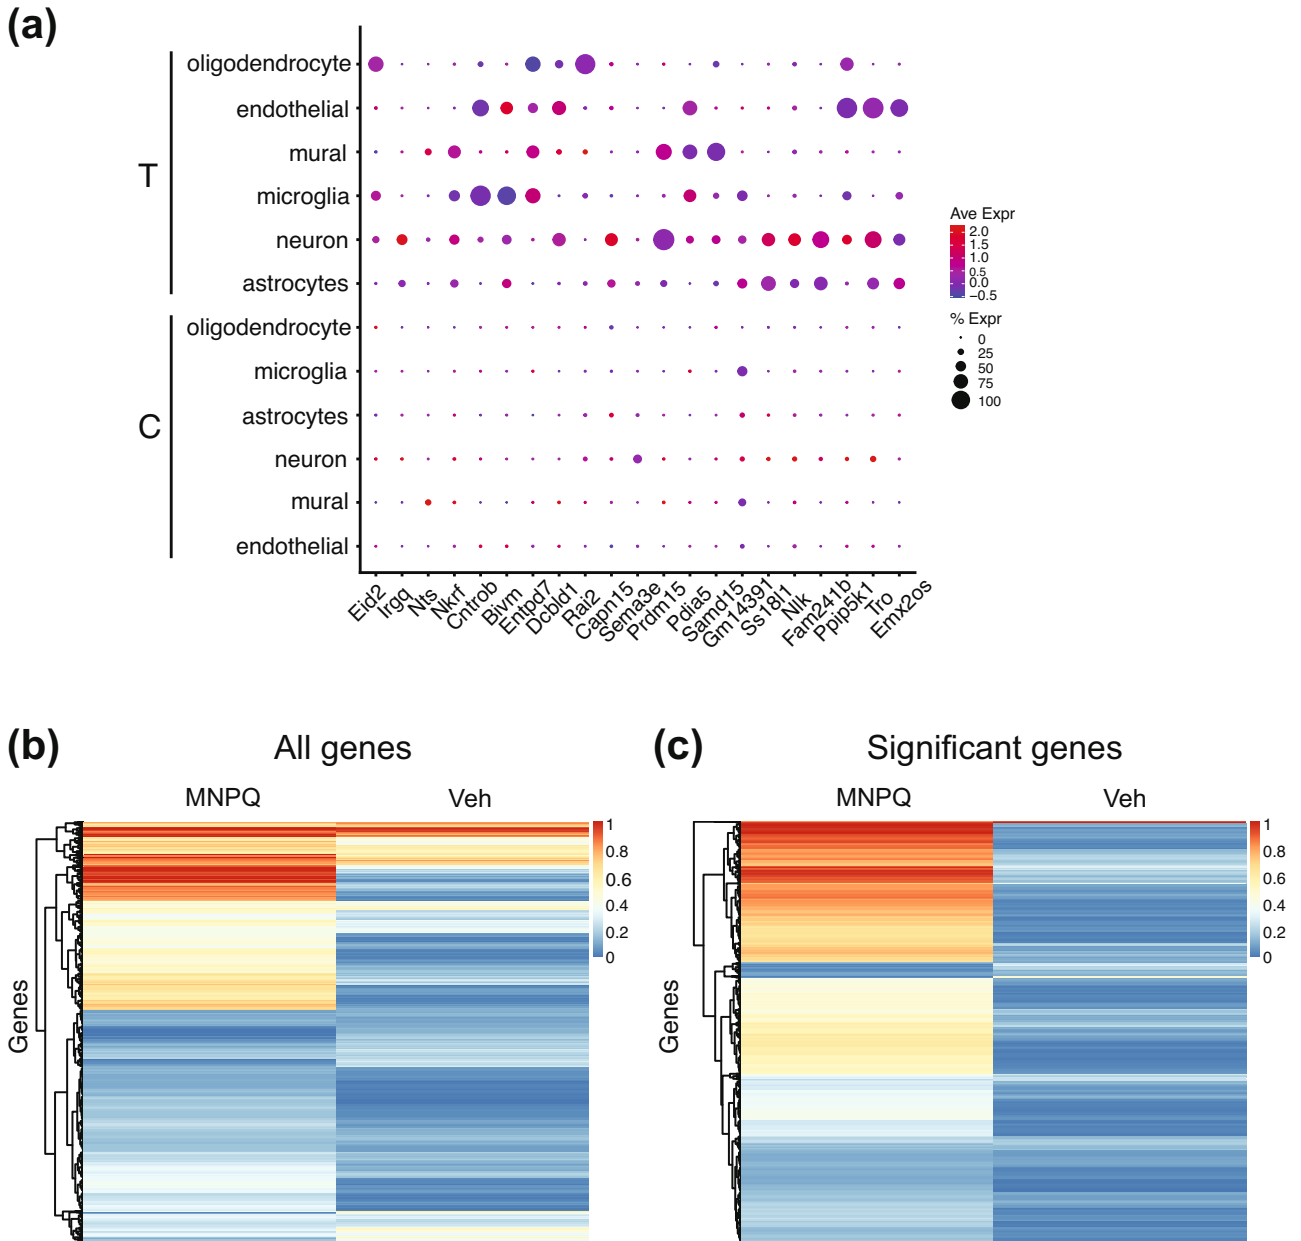 (a)
T
oligodendrocyte
endothelial
mural
microglia
neuron
astrocytes
C
oligodendrocyte
microglia
astrocytes
neuron
mural
endothelial
Eid2
Irgq
Nts
Nkrf
Cntrob
Bivm
Entpd7
Dcbld1
Rai2
Capn15
Sema3e
Prdm15
Pdia5
Samd15
Gm14391
Ss18l1
Nlk
Fam241b
Ppip5k1
Tro
Emx2os
Ave Expr
2.0
1.0
0.5
0.0
−0.5
% Expr
0
25
50
75
100
(b)
All genes
MNPQ Veh
Genes
1
0.8
0.6
0.4
0.2
0
(c)
Significant genes
MNPQ Veh
Genes
1
0.8
0.6
0.4
0.2
0